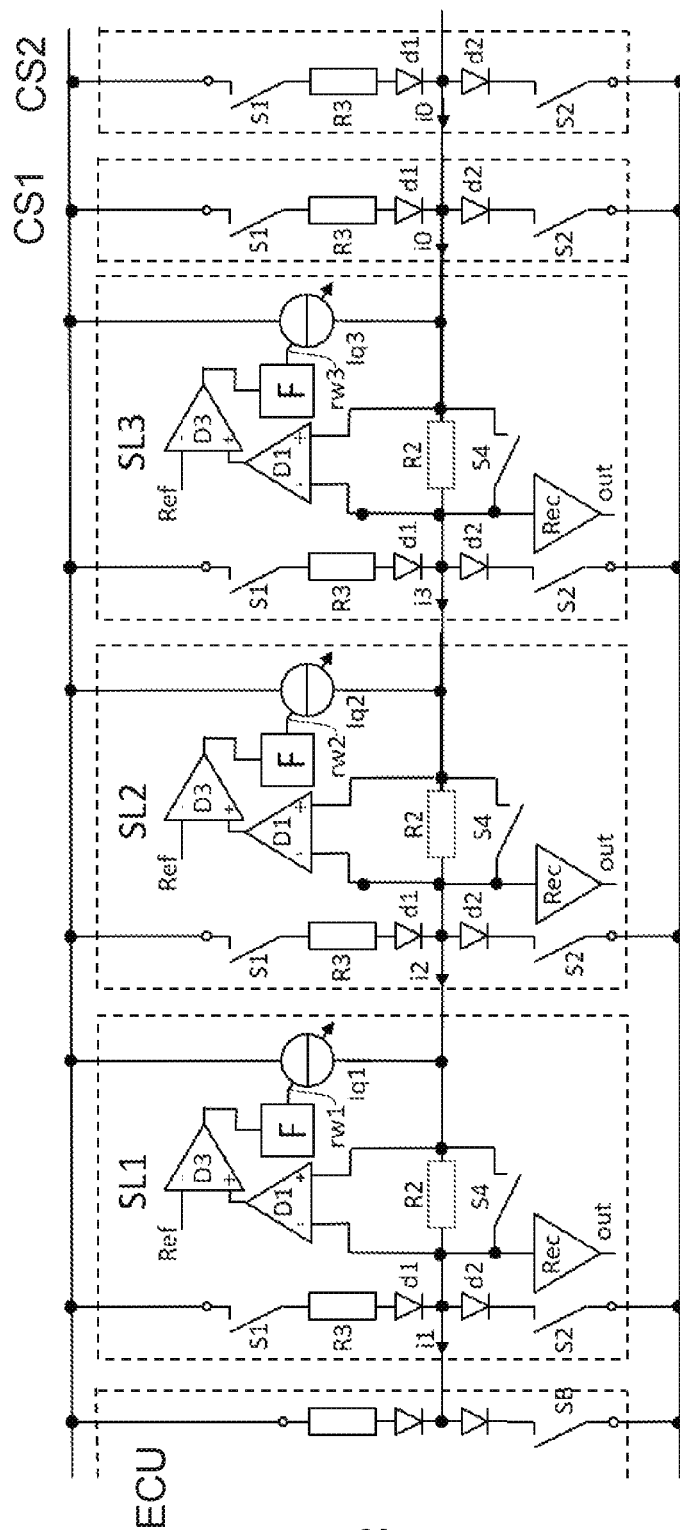 ECU
SB
SL1
Ref
D3
+
D1
-
+
F
rw1
Iq1
S1
R3
d1
i1
d2
S2
R2
S4
Rec
out
SL2
Ref
D3
+
D1
-
+
F
rw2
Iq2
S1
R3
d1
i2
d2
S2
R2
S4
Rec
out
SL3
Ref
D3
+
D1
-
+
F
rw3
Iq3
S1
R3
d1
i3
d2
S2
R2
S4
Rec
out
CS1
S1
R3
d1
i0
d2
S2
CS2
S1
R3
d1
i0
d2
S2